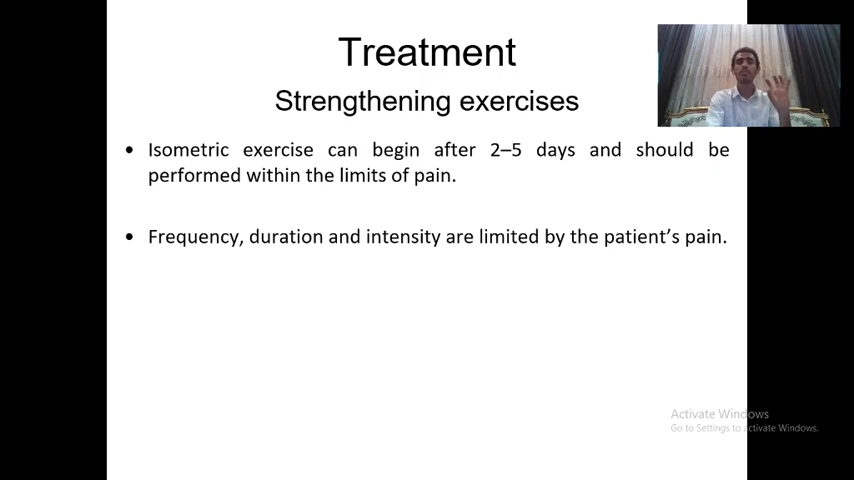 Treatment
Strengthening exercises
• Isometric exercise can begin after 2–5 days and should be
performed within the limits of pain.
• Frequency, duration and intensity are limited by the patient’s pain.
Activate Windows
Go to Settings to activate Windows.